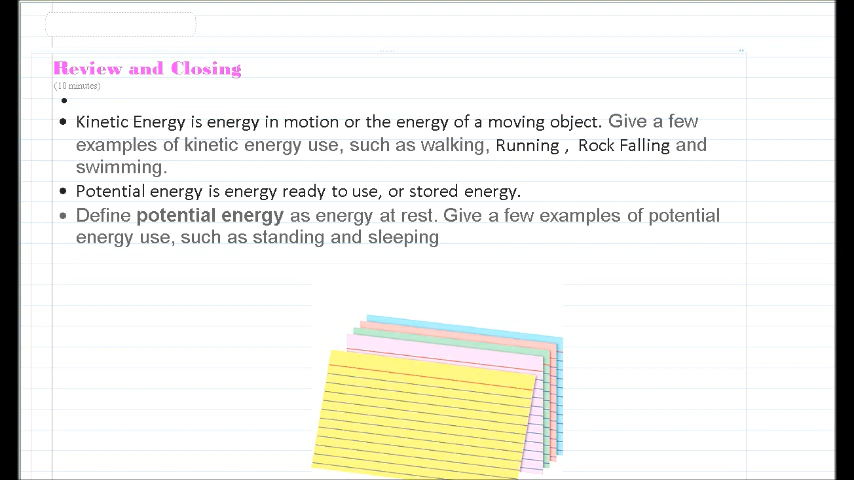 Review and Closing
(10 minutes)
•
• Kinetic Energy is energy in motion or the energy of a moving object. Give a few
examples of kinetic energy use, such as walking, Running , Rock Falling and
swimming.
• Potential energy is energy ready to use, or stored energy.
• Define potential energy as energy at rest. Give a few examples of potential
energy use, such as standing and sleeping